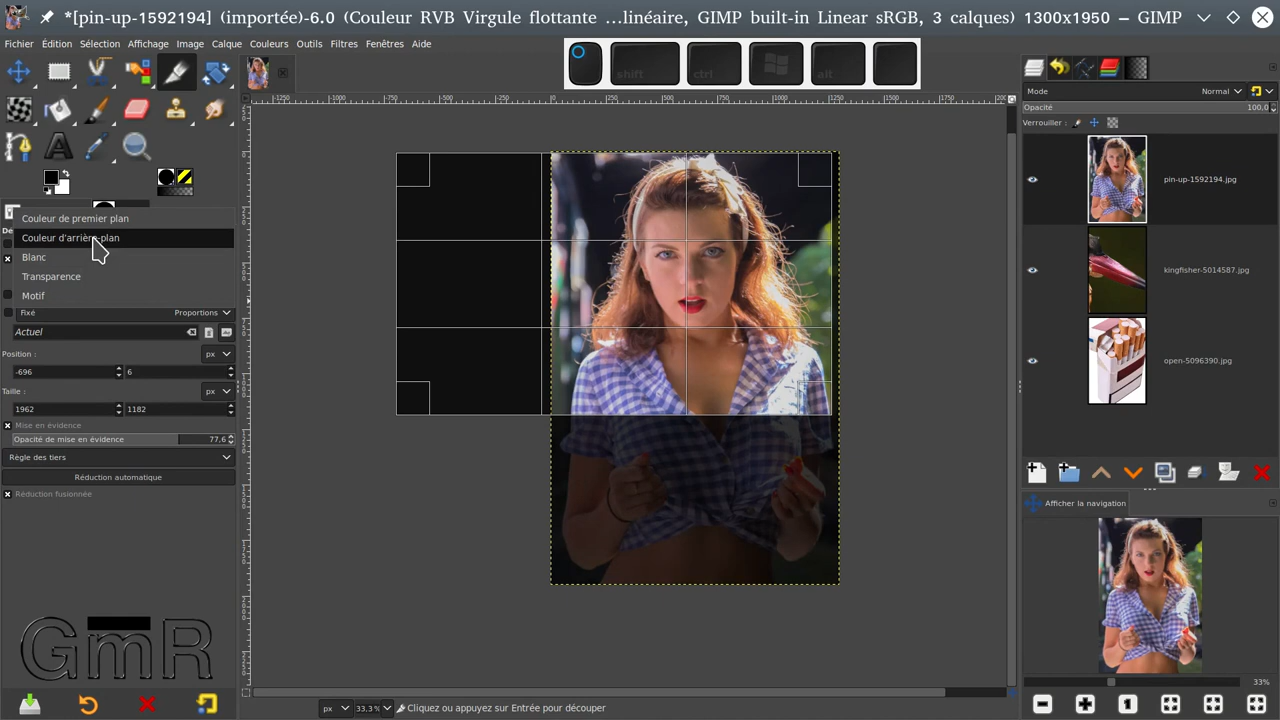 *[pin-up-1592194] (importée)-6.0 (Couleur RVB Virgule flottante …linéaire, GIMP built-in Linear sRGB, 3 calques) 1300x1950 – GIMP
Fichier Édition Sélection Affichage Image Calque Couleurs Outils Filtres Fenêtres Aide
shift ctrl alt
Mode Normal
Opacité 100,0
Verrouiller :
pin-up-1592194.jpg
kingfisher-5014587.jpg
open-5096390.jpg
Couleur de premier plan
Couleur d'arrière-plan
Blanc
Transparence
Motif
Fixé Proportions
Actuel
Position : px
-696 6
Taille : px
1962 1182
Mise en évidence
Opacité de mise en évidence 77,6
Règle des tiers
Réduction automatique
Réduction fusionnée
GmR
Afficher la navigation
33%
px 33,3 % Cliquez ou appuyez sur Entrée pour découper